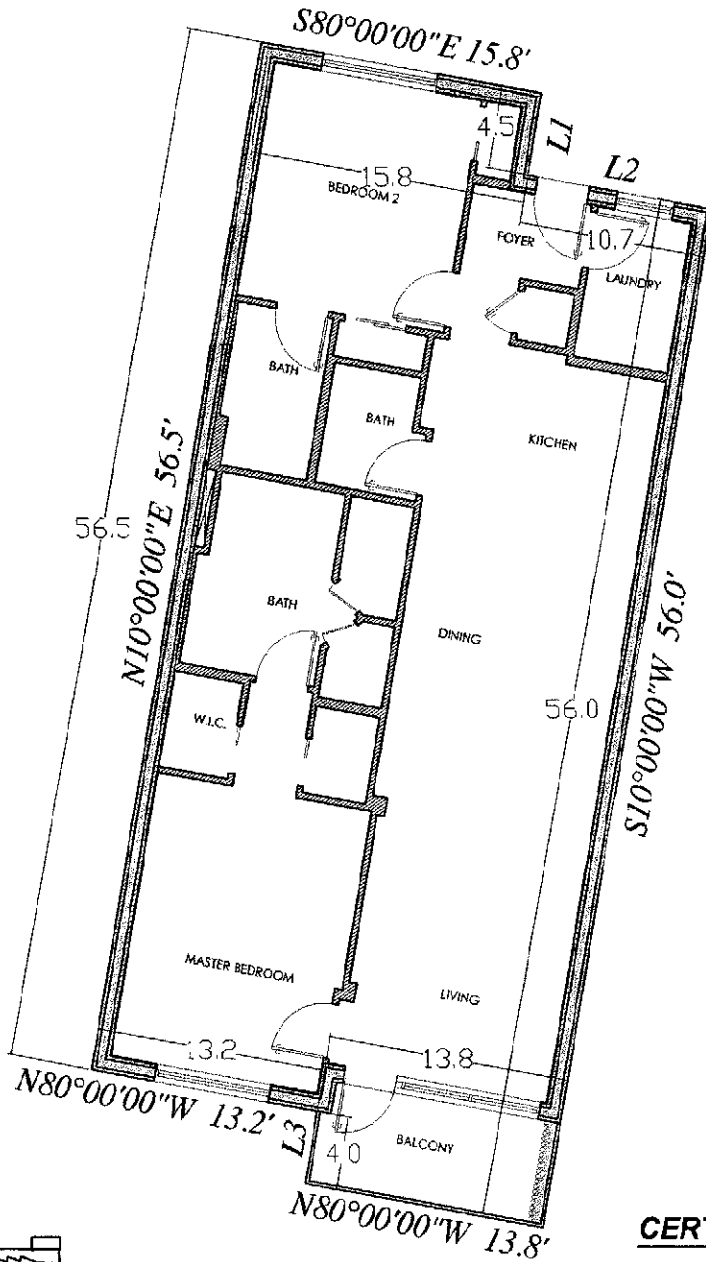 S80°00'00"E 15.8'
4.5
L1
L2
15.8
BEDROOM 2
FOYER
10.7
LAUNDRY
BATH
BATH
KITCHEN
56.5
N10°00'00"E 56.5'
BATH
DINING
56.0
S10°00'00"W 56.0'
W.I.C.
MASTER BEDROOM
LIVING
13.2
13.8
N80°00'00"W 13.2'
L3
4.0
BALCONY
N80°00'00"W 13.8'
CERT